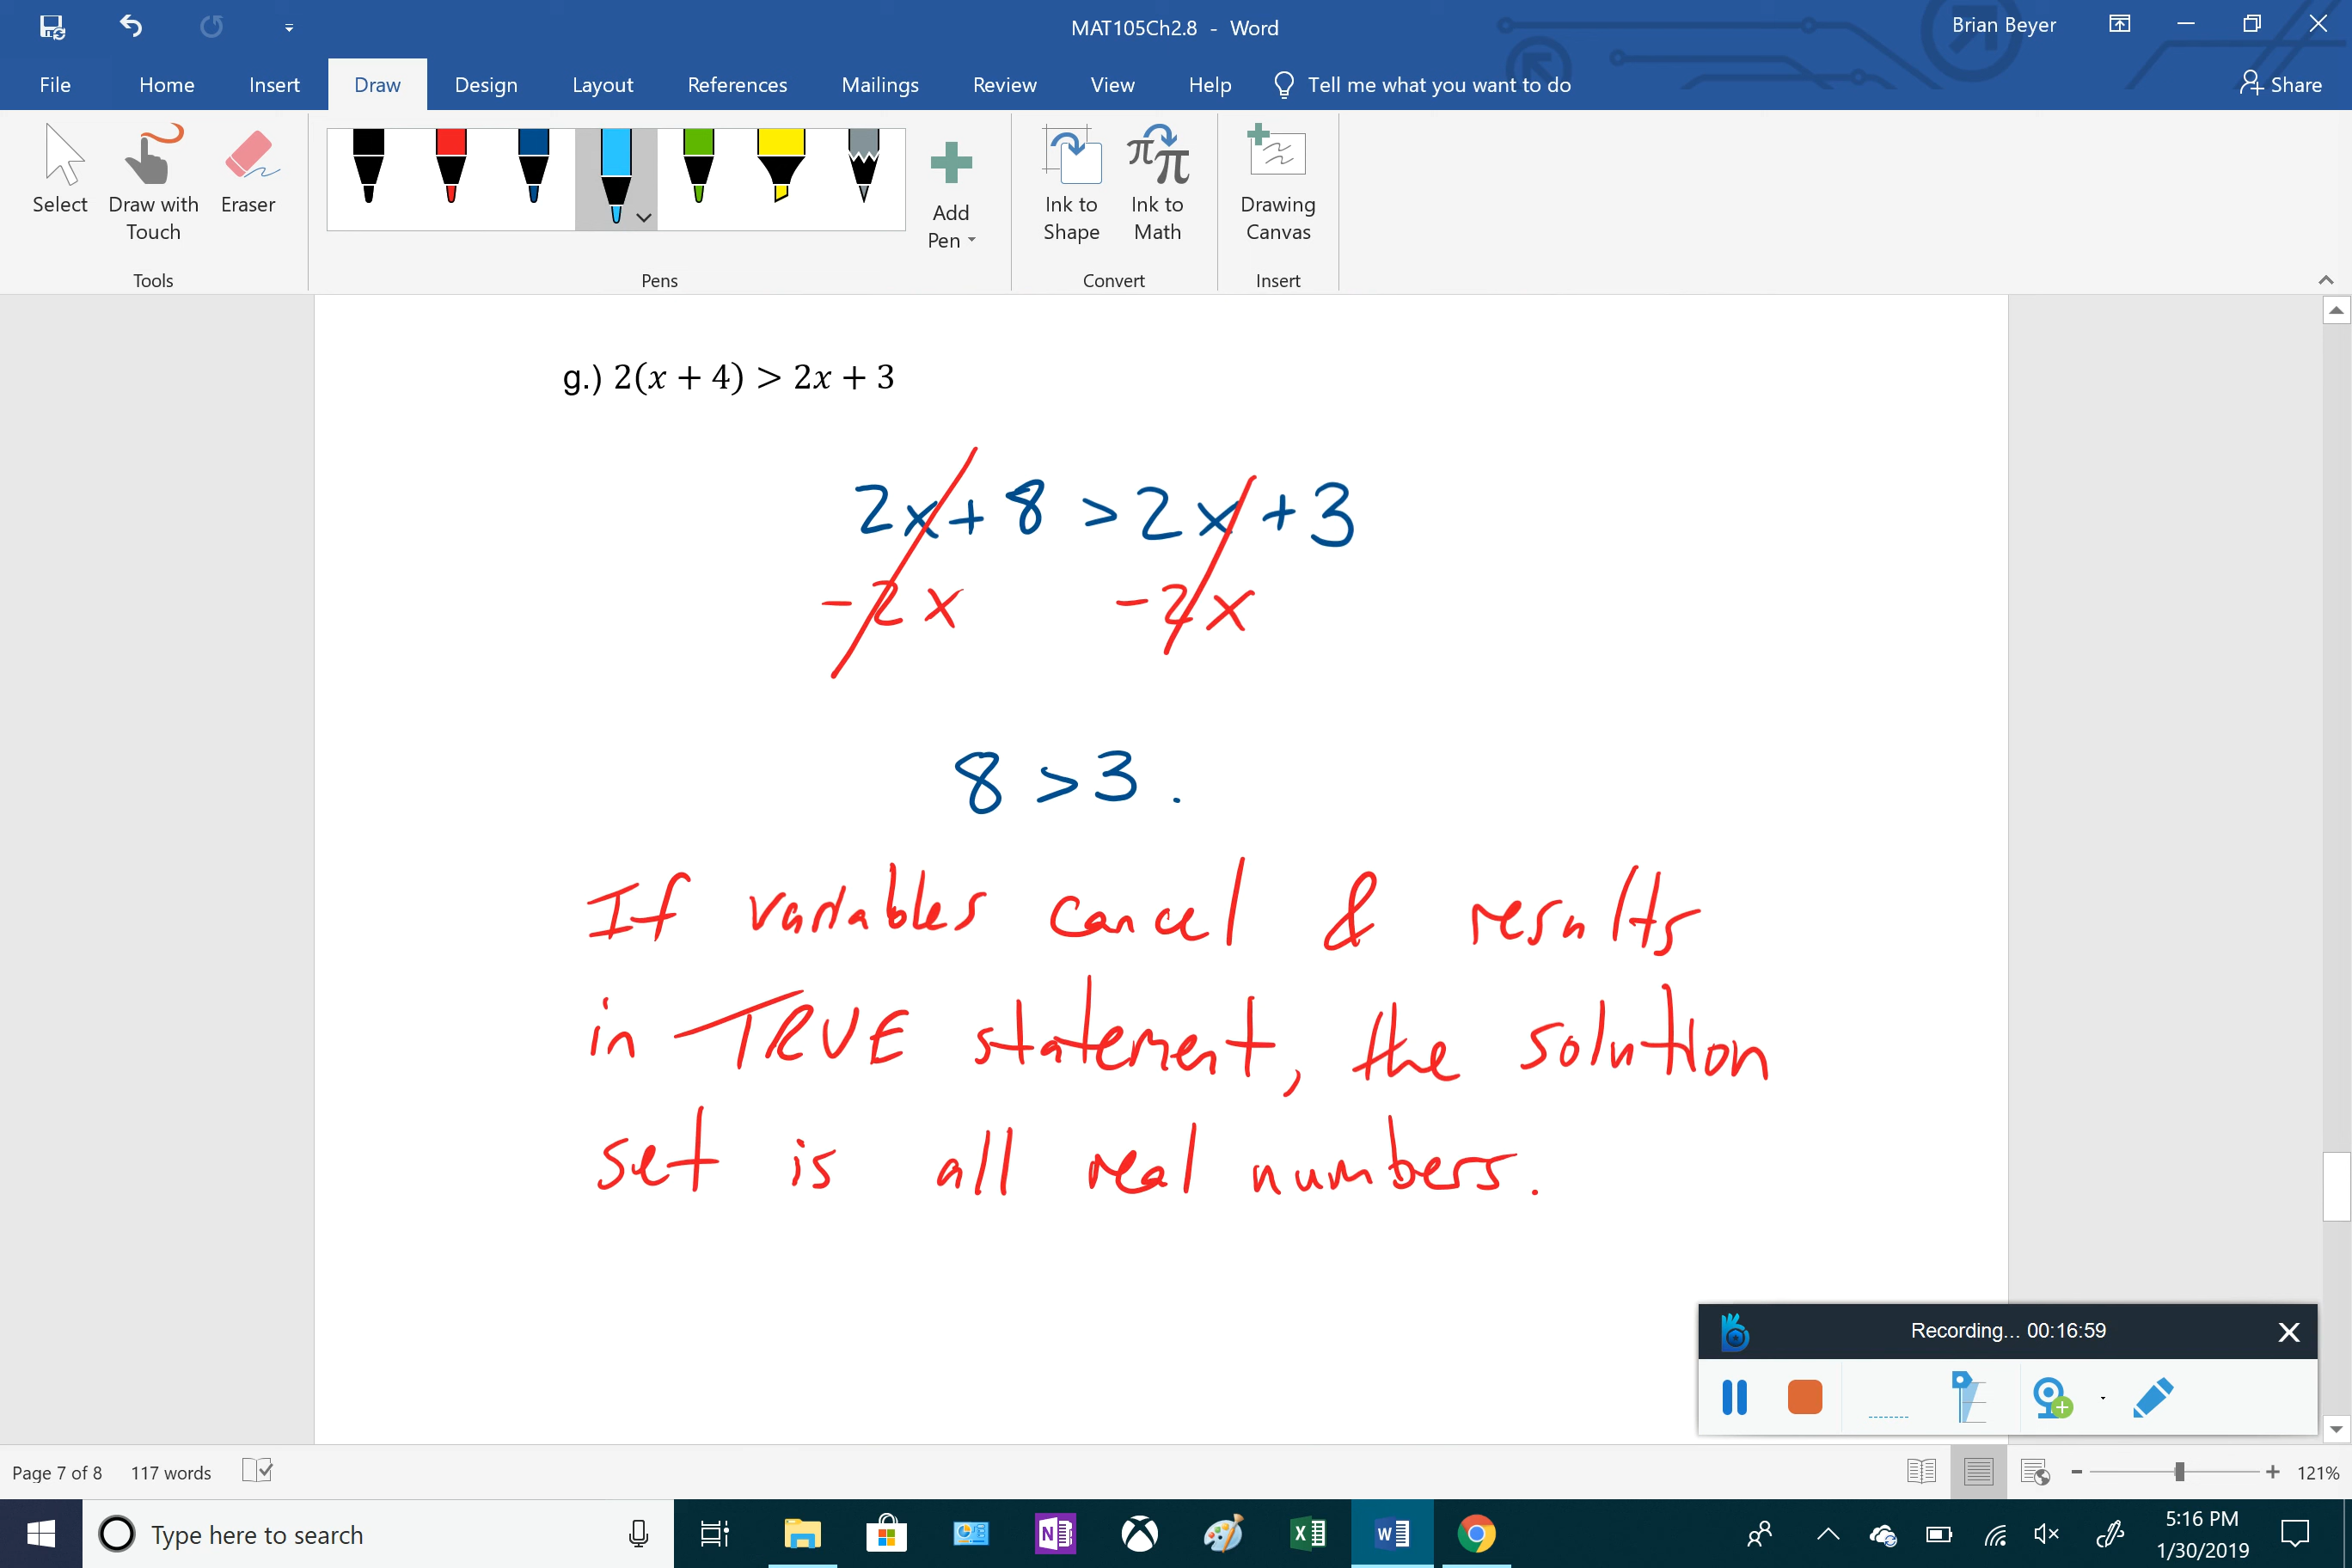 MAT105Ch2.8 - Word
Brian Beyer
File Home Insert Draw Design Layout References Mailings Review View Help Tell me what you want to do Share
Select Draw with Touch Eraser
Add Pen
Ink to Shape Ink to Math
Drawing Canvas
Tools Pens Convert Insert
g.) 2(x + 4) > 2x + 3
2x + 8 > 2x + 3
-2x -2x
8 > 3 .
If variables cancel & results
in TRUE statement, the solution
set is all real numbers.
Recording... 00:16:59
Page 7 of 8 117 words 121%
Type here to search
5:16 PM
1/30/2019